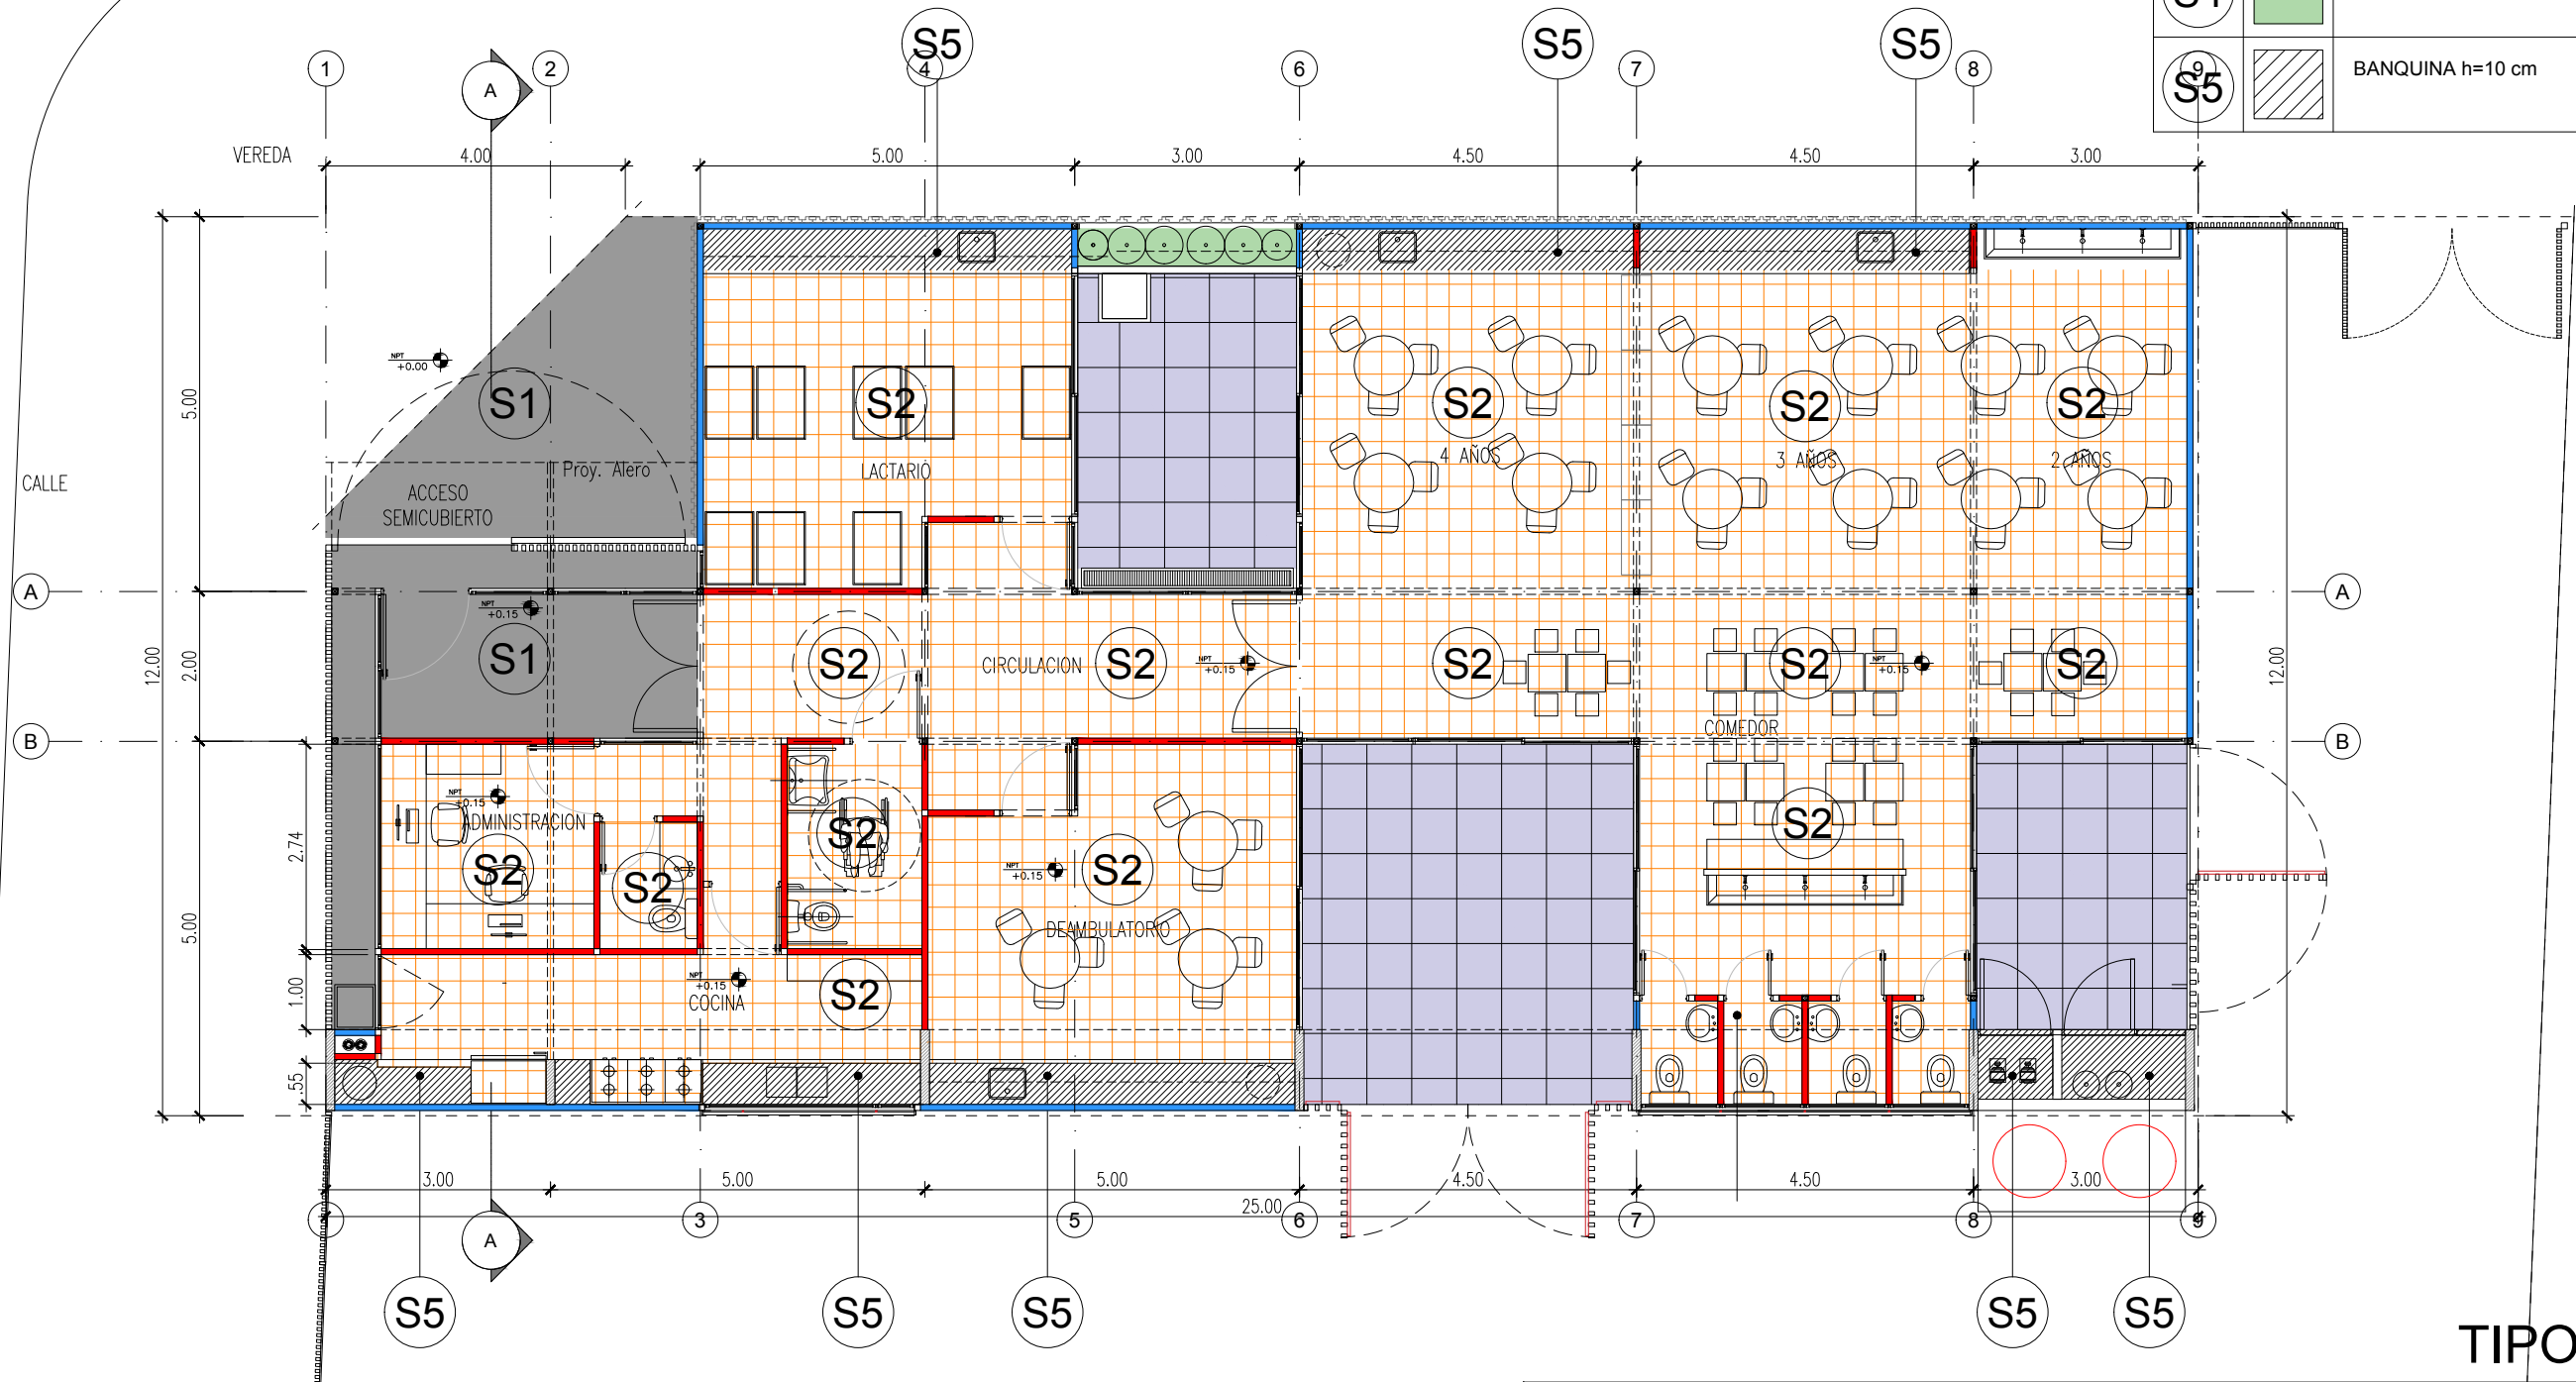 S4
S5
BANQUINA h=10 cm
S5
S5
S5
1
2
4
6
7
8
9
A
VEREDA
4.00
5.00
3.00
4.50
4.50
3.00
NPT
+0.00
S1
S2
S2
S2
S2
5.00
Proy. Alero
LACTARIO
4 AÑOS
3 AÑOS
2 AÑOS
CALLE
ACCESO
SEMICUBIERTO
A
A
NPT
+0.15
S1
12.00
2.00
S2
CIRCULACION
S2
NPT
+0.15
S2
S2
NPT
+0.15
S2
12.00
B
COMEDOR
B
NPT
+0.15
ADMINISTRACION
S2
S2
S2
2.74
NPT
+0.15
S2
S2
DEAMBULATORIO
5.00
1.00
NPT
+0.15
COCINA
S2
.55
3.00
5.00
5.00
4.50
4.50
3.00
25.00
1
3
5
6
7
8
9
A
S5
S5
S5
S5
S5
TIPO